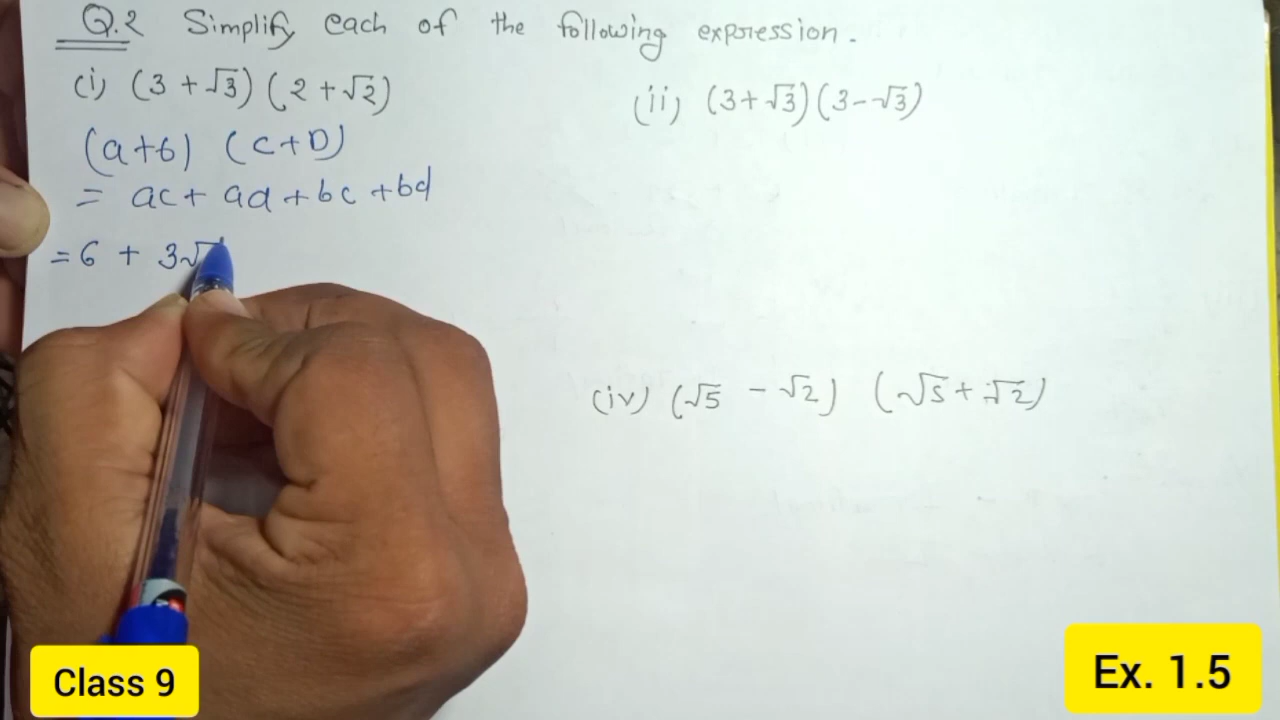 Q.2 Simplify each of the following expression.
(i) (3 + √3) (2 + √2)
(ii) (3 + √3) (3 - √3)
(a+b) (c+D)
= ac + ad + bc + bd
= 6 + 3√
(iv) (√5 - √2) (√5 + √2)
Class 9
Ex. 1.5